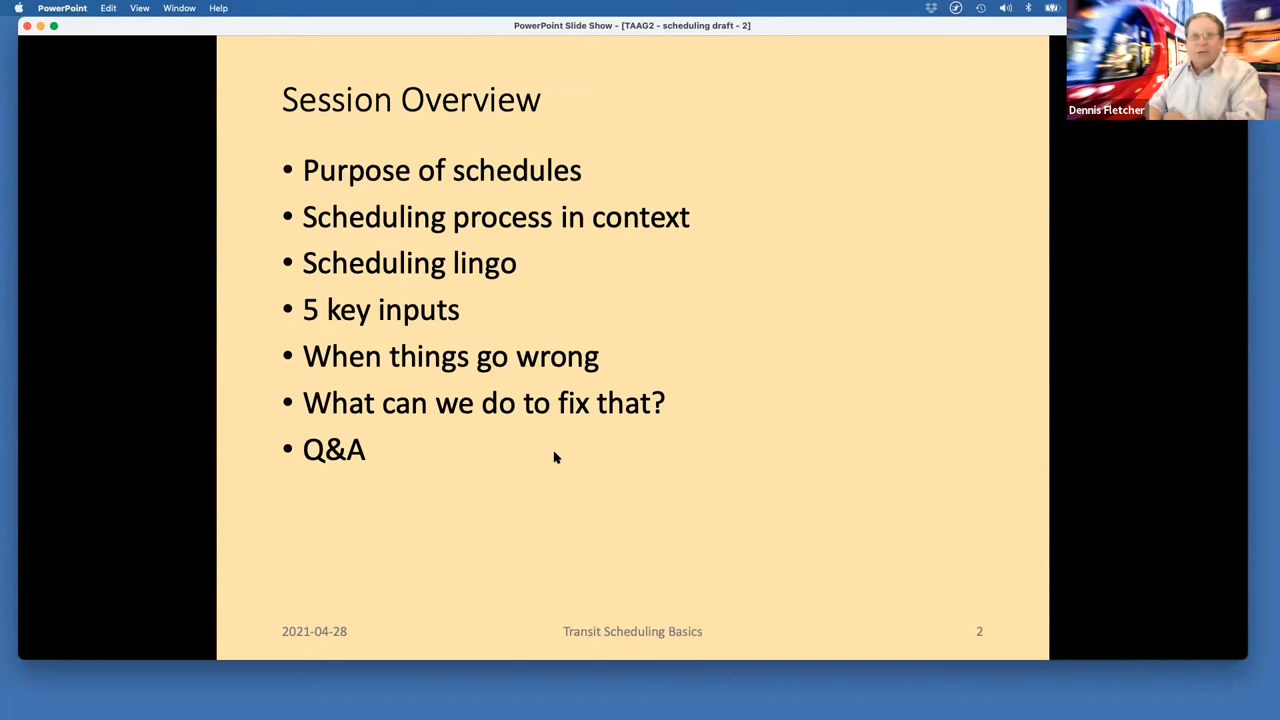 PowerPoint Edit View Window Help
PowerPoint Slide Show - [TAAG2 - scheduling draft - 2]
Dennis Fletcher
Session Overview
• Purpose of schedules
• Scheduling process in context
• Scheduling lingo
• 5 key inputs
• When things go wrong
• What can we do to fix that?
• Q&A
2021-04-28 Transit Scheduling Basics 2